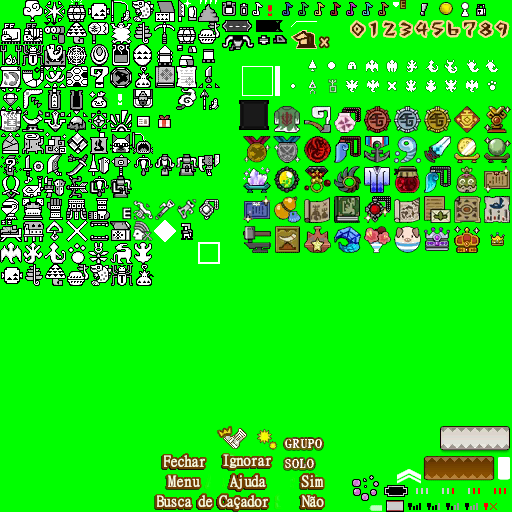 0123456789
x
E
GRUPO
Fechar Ignorar SOLO
Menu Ajuda Sim
Busca de Caçador Não